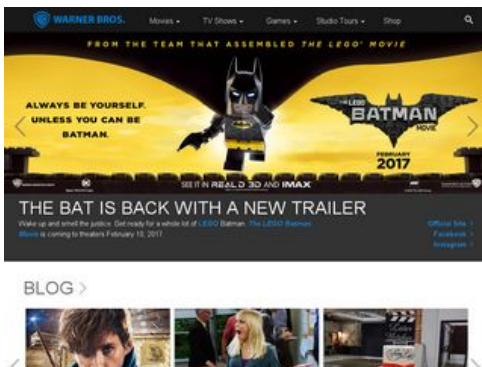 WARNER BROS.
Movies
TV Shows
Games
Studio Tours
Shop
FROM THE TEAM THAT ASSEMBLED THE LEGO® MOVIE
ALWAYS BE YOURSELF.
UNLESS YOU CAN BE
BATMAN.
THE LEGO
BATMAN
MOVIE
FEBRUARY
2017
SEE IT IN REAL D 3D AND IMAX
THE BAT IS BACK WITH A NEW TRAILER
Wake up and smell the justice. Get ready for a whole lot of LEGO Batman. The LEGO Batman
Movie is coming to theaters February 10, 2017.
Official Site
Facebook
Instagram
BLOG